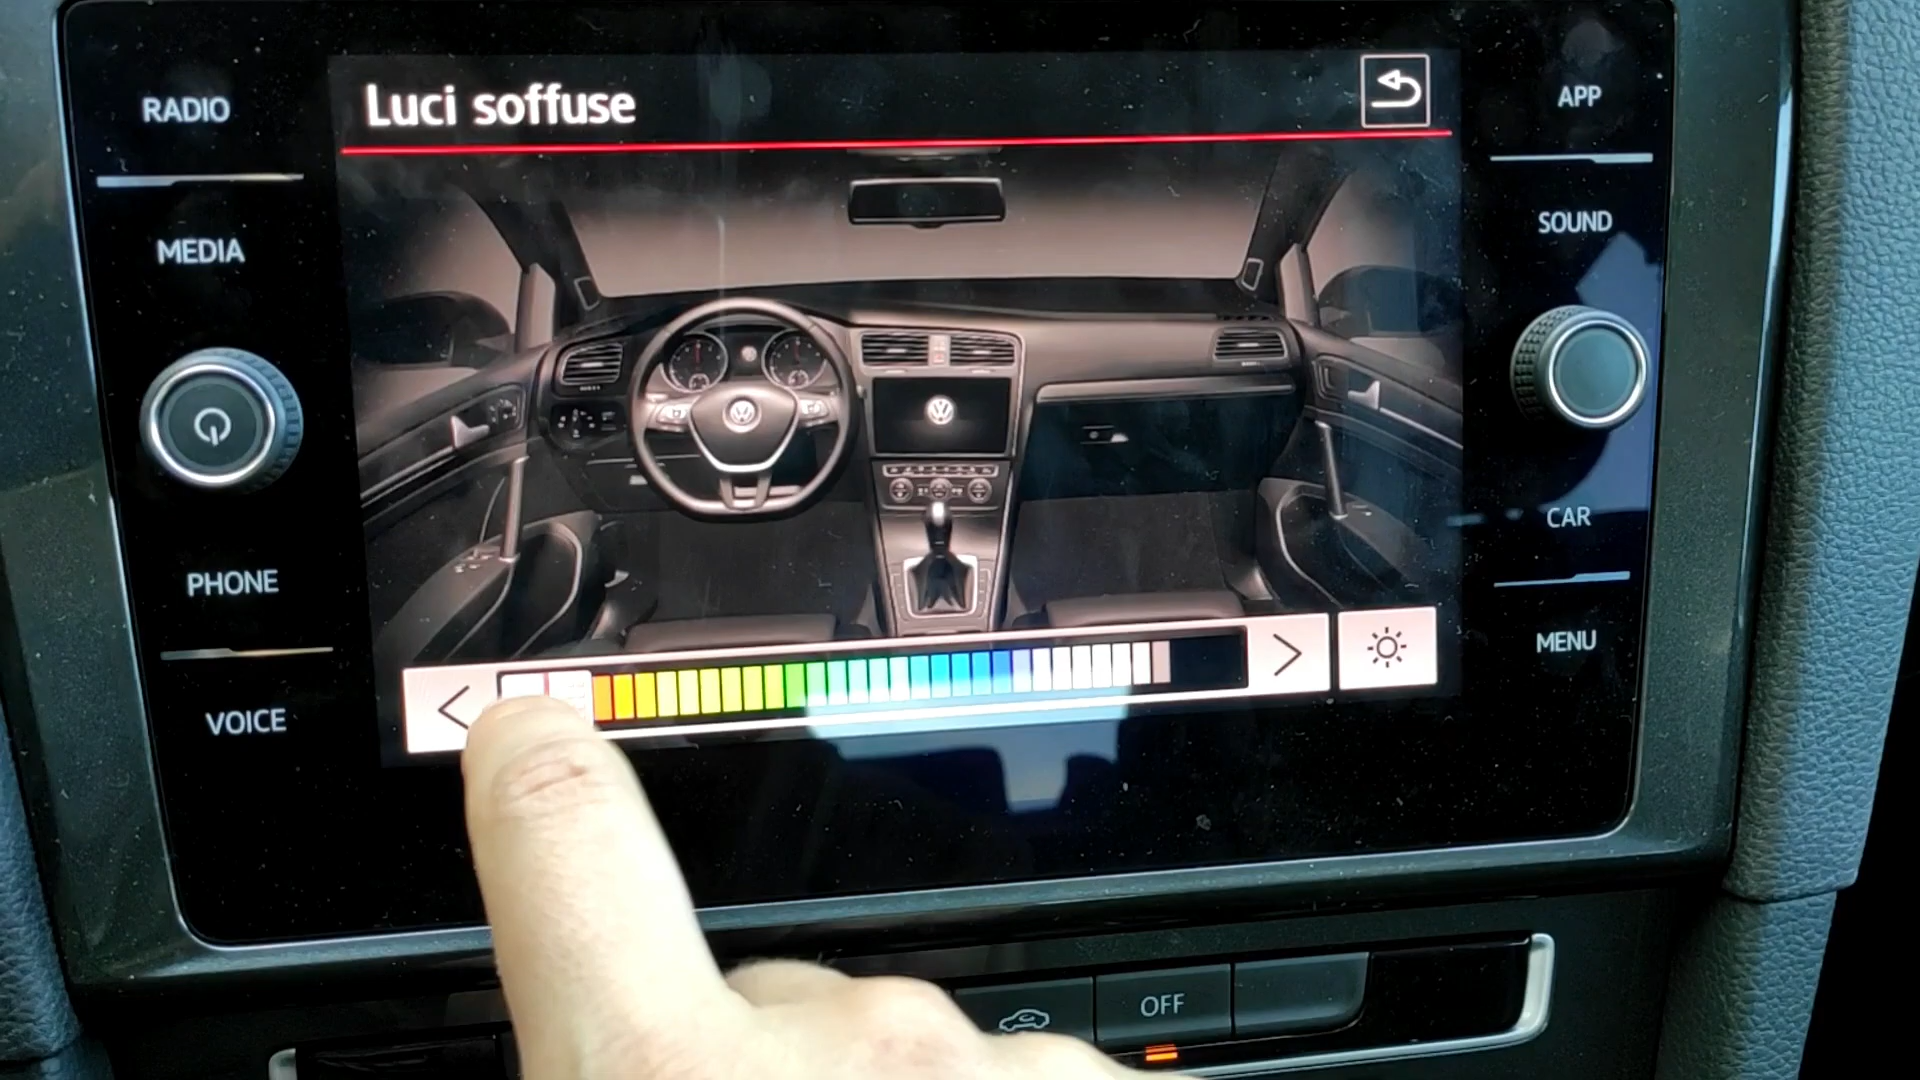 Luci soffuse
RADIO
MEDIA
PHONE
VOICE
APP
SOUND
CAR
MENU
OFF